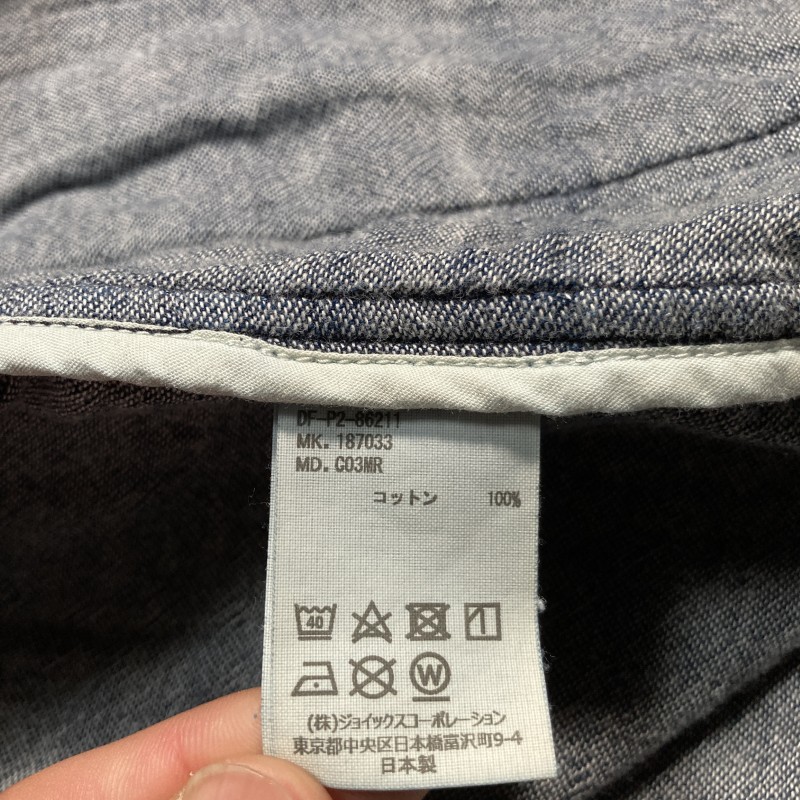 DF-P2-86211
MK. 187033
MD. C03MR
コットン 100%
40
W
(株)ジョイックスコーポレーション
東京都中央区日本橋富沢町9-4
日本製